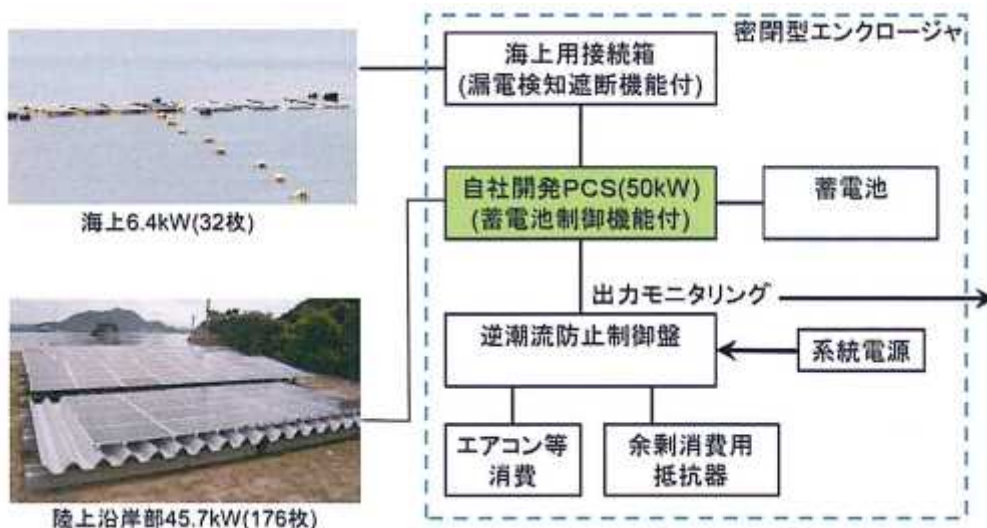 密閉型エンクロージャ
海上用接続箱
(漏電検知遮断機能付)
海上6.4kW(32枚)
自社開発PCS(50kW)
(蓄電池制御機能付)
蓄電池
出力モニタリング
逆潮流防止制御盤
系統電源
エアコン等
消費
余剰消費用
抵抗器
陸上沿岸部45.7kW(176枚)